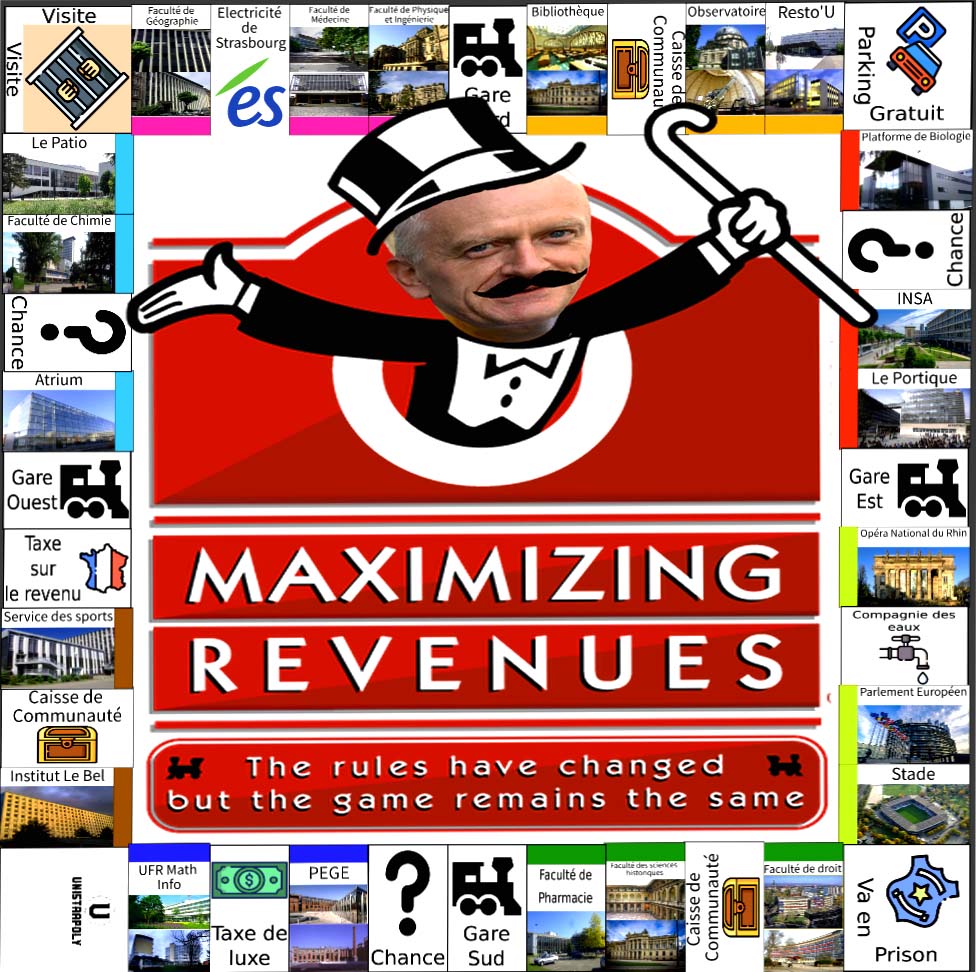 Visite
Visite
Faculté de
Géographie
Electricité
de
Strasbourg
és
Faculté de
Médecine
Faculté de Physique
et Ingénierie
Gare
Bibliothèque
Caisse de
Communau
Observatoire
Resto'U
Parking
Gratuit
Le Patio
Faculté de Chimie
Chance
Atrium
Gare
Ouest
Taxe
sur
le revenu
Service des sports
Caisse de
Communauté
Institut Le Bel
Platforme de Biologie
Chance
INSA
Le Portique
Gare
Est
Opéra National du Rhin
Compagnie des
eaux
Parlement Européen
Stade
MAXIMIZING
REVENUES
The rules have changed
but the game remains the same
U
UNISTRAPOLY
UFR Math
Info
$
Taxe de
luxe
PEGE
Chance
Gare
Sud
Faculté de
Pharmacie
Faculté des sciences
historiques
Caisse de
Communauté
Faculté de droit
Va en
Prison